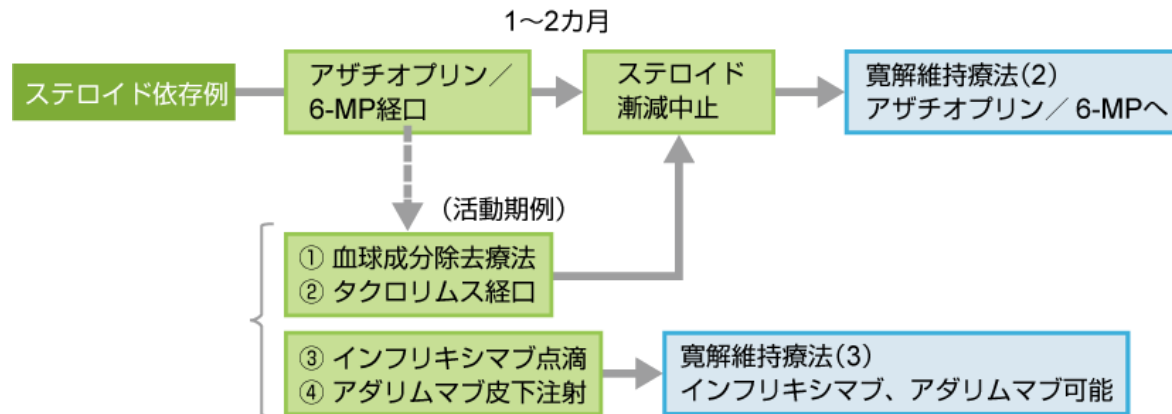 1〜2カ月
ステロイド依存例
アザチオプリン／
6-MP経口
ステロイド
漸減中止
寛解維持療法(2)
アザチオプリン／ 6-MPへ
（活動期例）
① 血球成分除去療法
② タクロリムス経口
③ インフリキシマブ点滴
④ アダリムマブ皮下注射
寛解維持療法(3)
インフリキシマブ、アダリムマブ可能